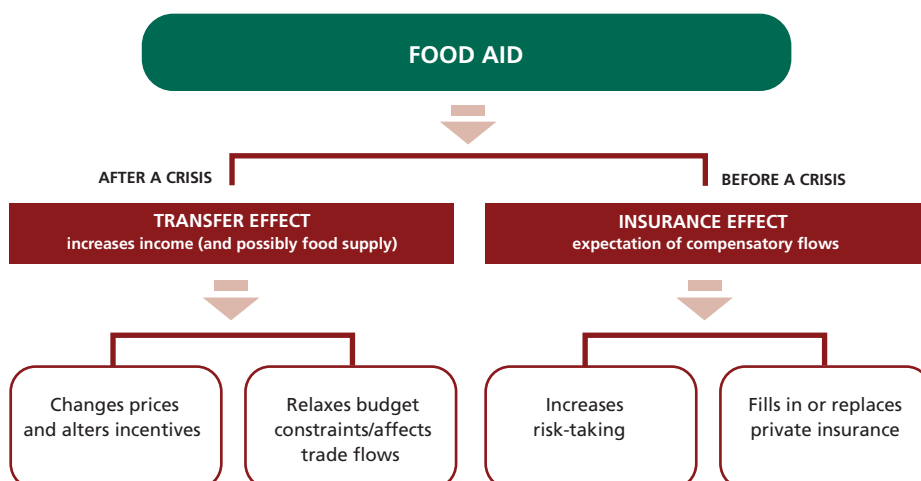 FOOD AID
AFTER A CRISIS
BEFORE A CRISIS
TRANSFER EFFECT
increases income (and possibly food supply)
INSURANCE EFFECT
expectation of compensatory flows
Changes prices
and alters incentives
Relaxes budget
constraints/affects
trade flows
Increases
risk-taking
Fills in or replaces
private insurance